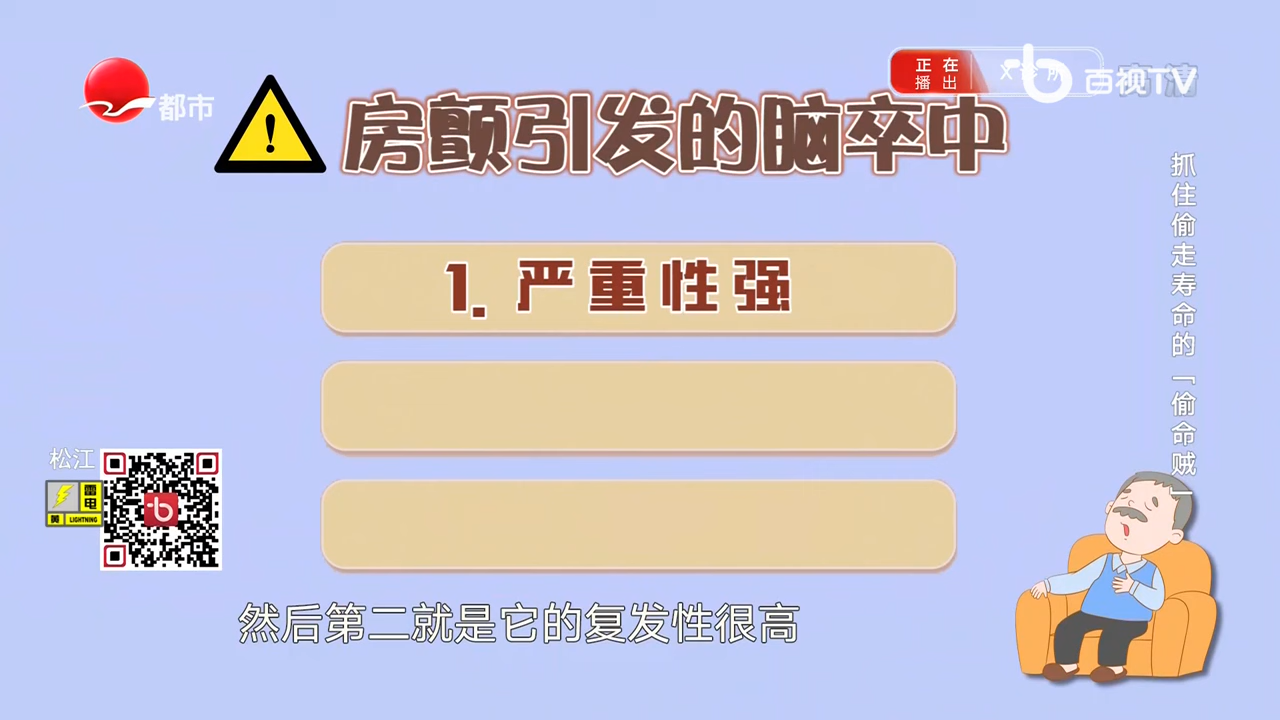 都市
正在
播出
百视TV
房颤引发的脑卒中
抓住偷走寿命的「偷命贼」
1. 严重性强
松江
雷电
黄
LIGHTNING
然后第二就是它的复发性很高